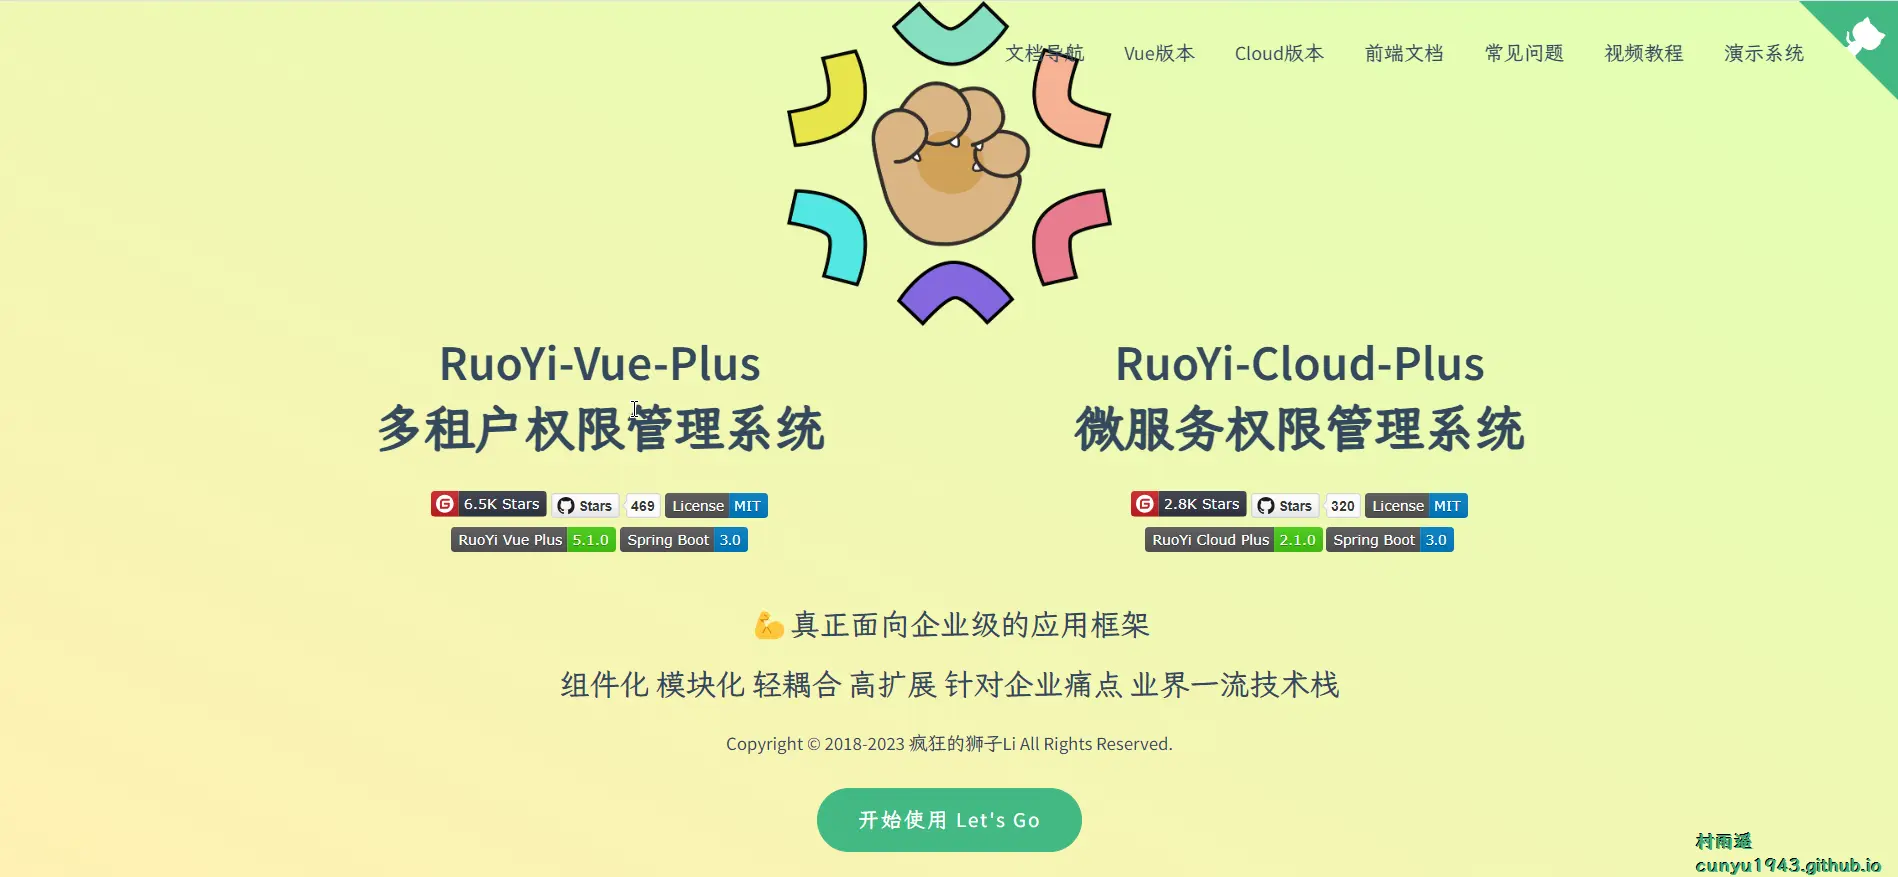 文档导航 Vue版本 Cloud版本 前端文档 常见问题 视频教程 演示系统
RuoYi-Vue-Plus
多租户权限管理系统
6.5K Stars Stars 469 License MIT
RuoYi Vue Plus 5.1.0 Spring Boot 3.0
RuoYi-Cloud-Plus
微服务权限管理系统
2.8K Stars Stars 320 License MIT
RuoYi Cloud Plus 2.1.0 Spring Boot 3.0
真正面向企业级的应用框架
组件化 模块化 轻耦合 高扩展 针对企业痛点 业界一流技术栈
Copyright © 2018-2023 疯狂的狮子Li All Rights Reserved.
开始使用 Let's Go
村雨遥
cunyu1943.github.io